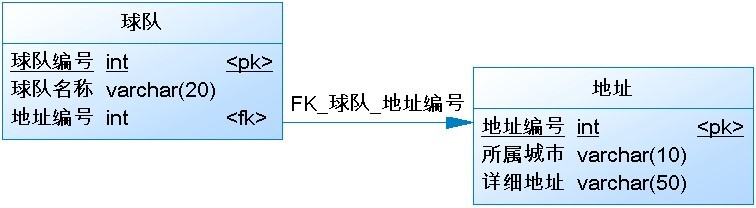 球队
球队编号 int <pk>
球队名称 varchar(20)
地址编号 int <fk>
FK_球队_地址编号
地址
地址编号 int <pk>
所属城市 varchar(10)
详细地址 varchar(50)